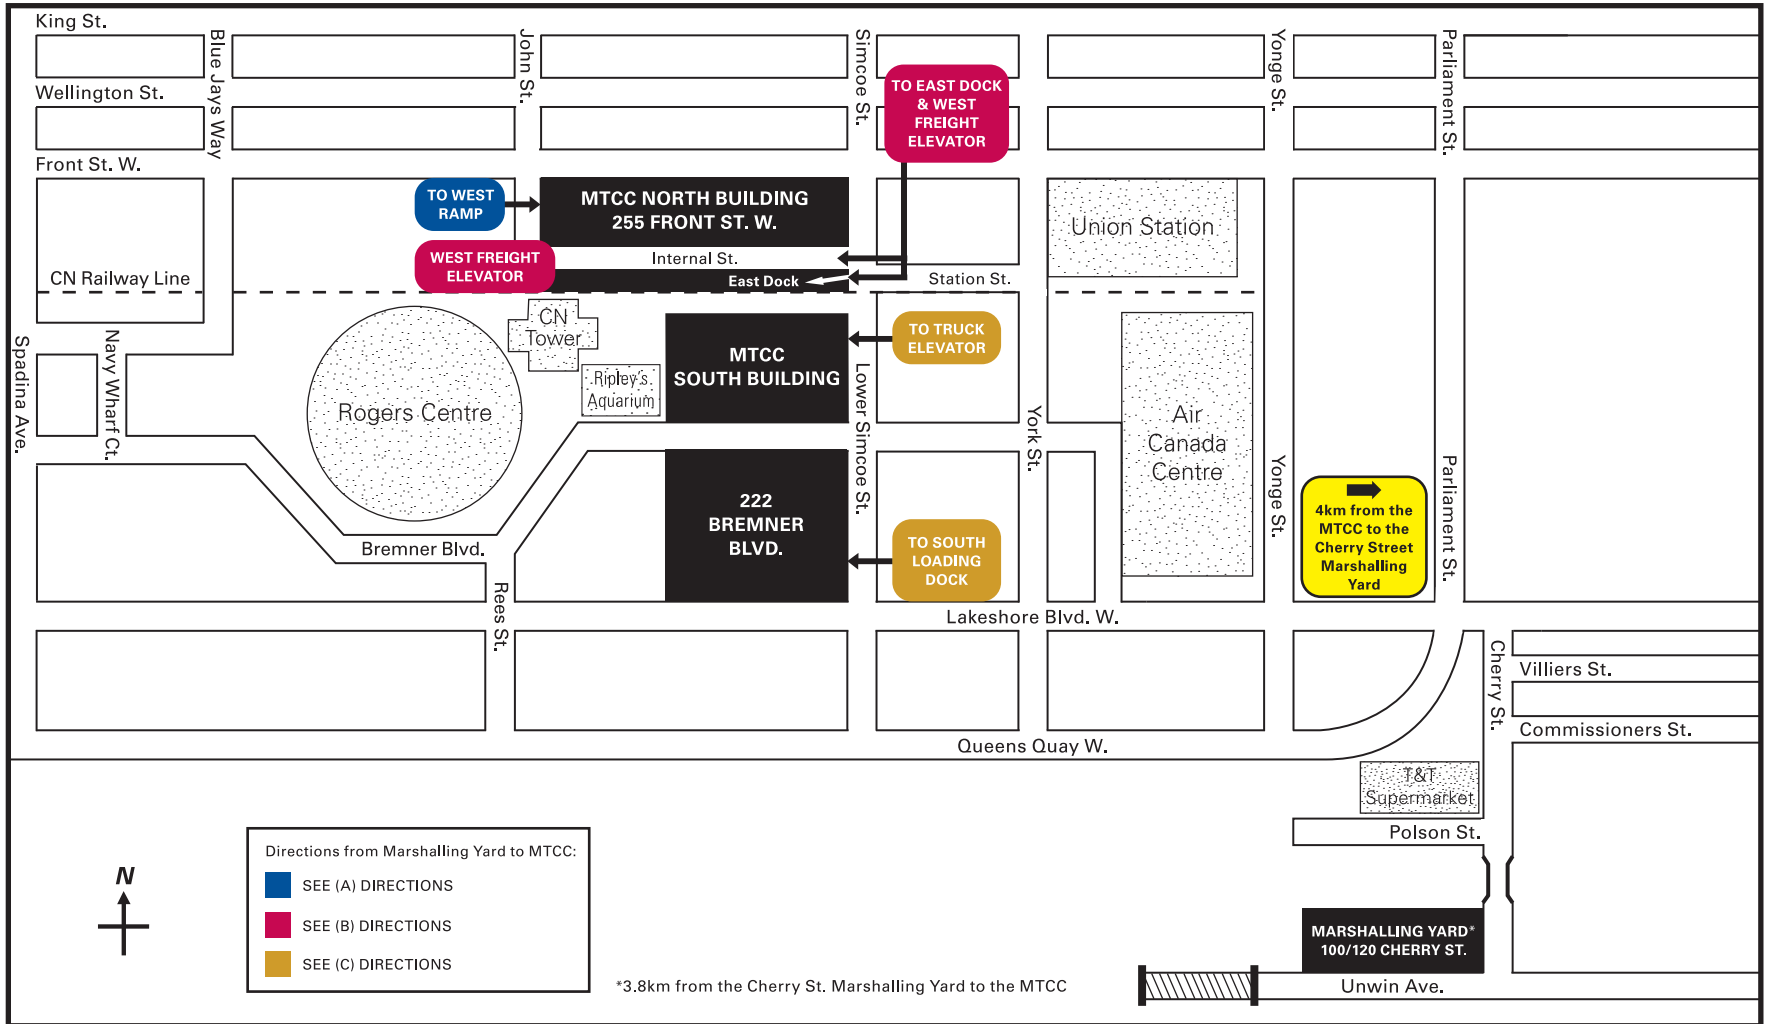 King St.
Blue Jays Way
John St.
Simcoe St.
Yonge St.
Parliament St.
Wellington St.
TO EAST DOCK
& WEST
FREIGHT
ELEVATOR
Front St. W.
TO WEST
RAMP
MTCC NORTH BUILDING
255 FRONT ST. W.
Union Station
WEST FREIGHT
ELEVATOR
Internal St.
CN Railway Line
East Dock
Station St.
CN
Tower
TO TRUCK
ELEVATOR
Spadina Ave.
Navy Wharf Ct.
MTCC
SOUTH BUILDING
Ripley's
Aquarium
Rogers Centre
Lower Simcoe St.
York St.
Air
Canada
Centre
Yonge St.
Parliament St.
222
BREMNER
BLVD.
4km from the
MTCC to the
Cherry Street
Marshalling
Yard
Bremner Blvd.
TO SOUTH
LOADING
DOCK
Rees St.
Lakeshore Blvd. W.
Cherry St.
Villiers St.
Commissioners St.
Queens Quay W.
T&T
Supermarket
Polson St.
Directions from Marshalling Yard to MTCC:
SEE (A) DIRECTIONS
SEE (B) DIRECTIONS
SEE (C) DIRECTIONS
N
MARSHALLING YARD*
100/120 CHERRY ST.
*3.8km from the Cherry St. Marshalling Yard to the MTCC
Unwin Ave.